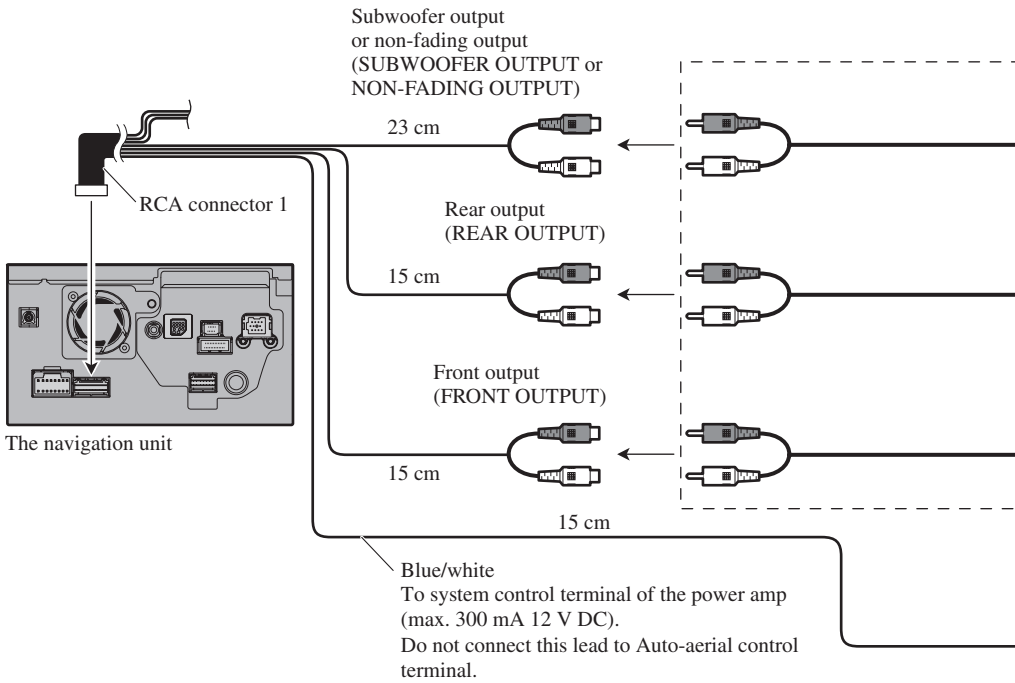 Subwoofer output
or non-fading output
(SUBWOOFER OUTPUT or
NON-FADING OUTPUT)
23 cm
RCA connector 1
Rear output
(REAR OUTPUT)
15 cm
Front output
(FRONT OUTPUT)
The navigation unit
15 cm
15 cm
Blue/white
To system control terminal of the power amp
(max. 300 mA 12 V DC).
Do not connect this lead to Auto-aerial control
terminal.